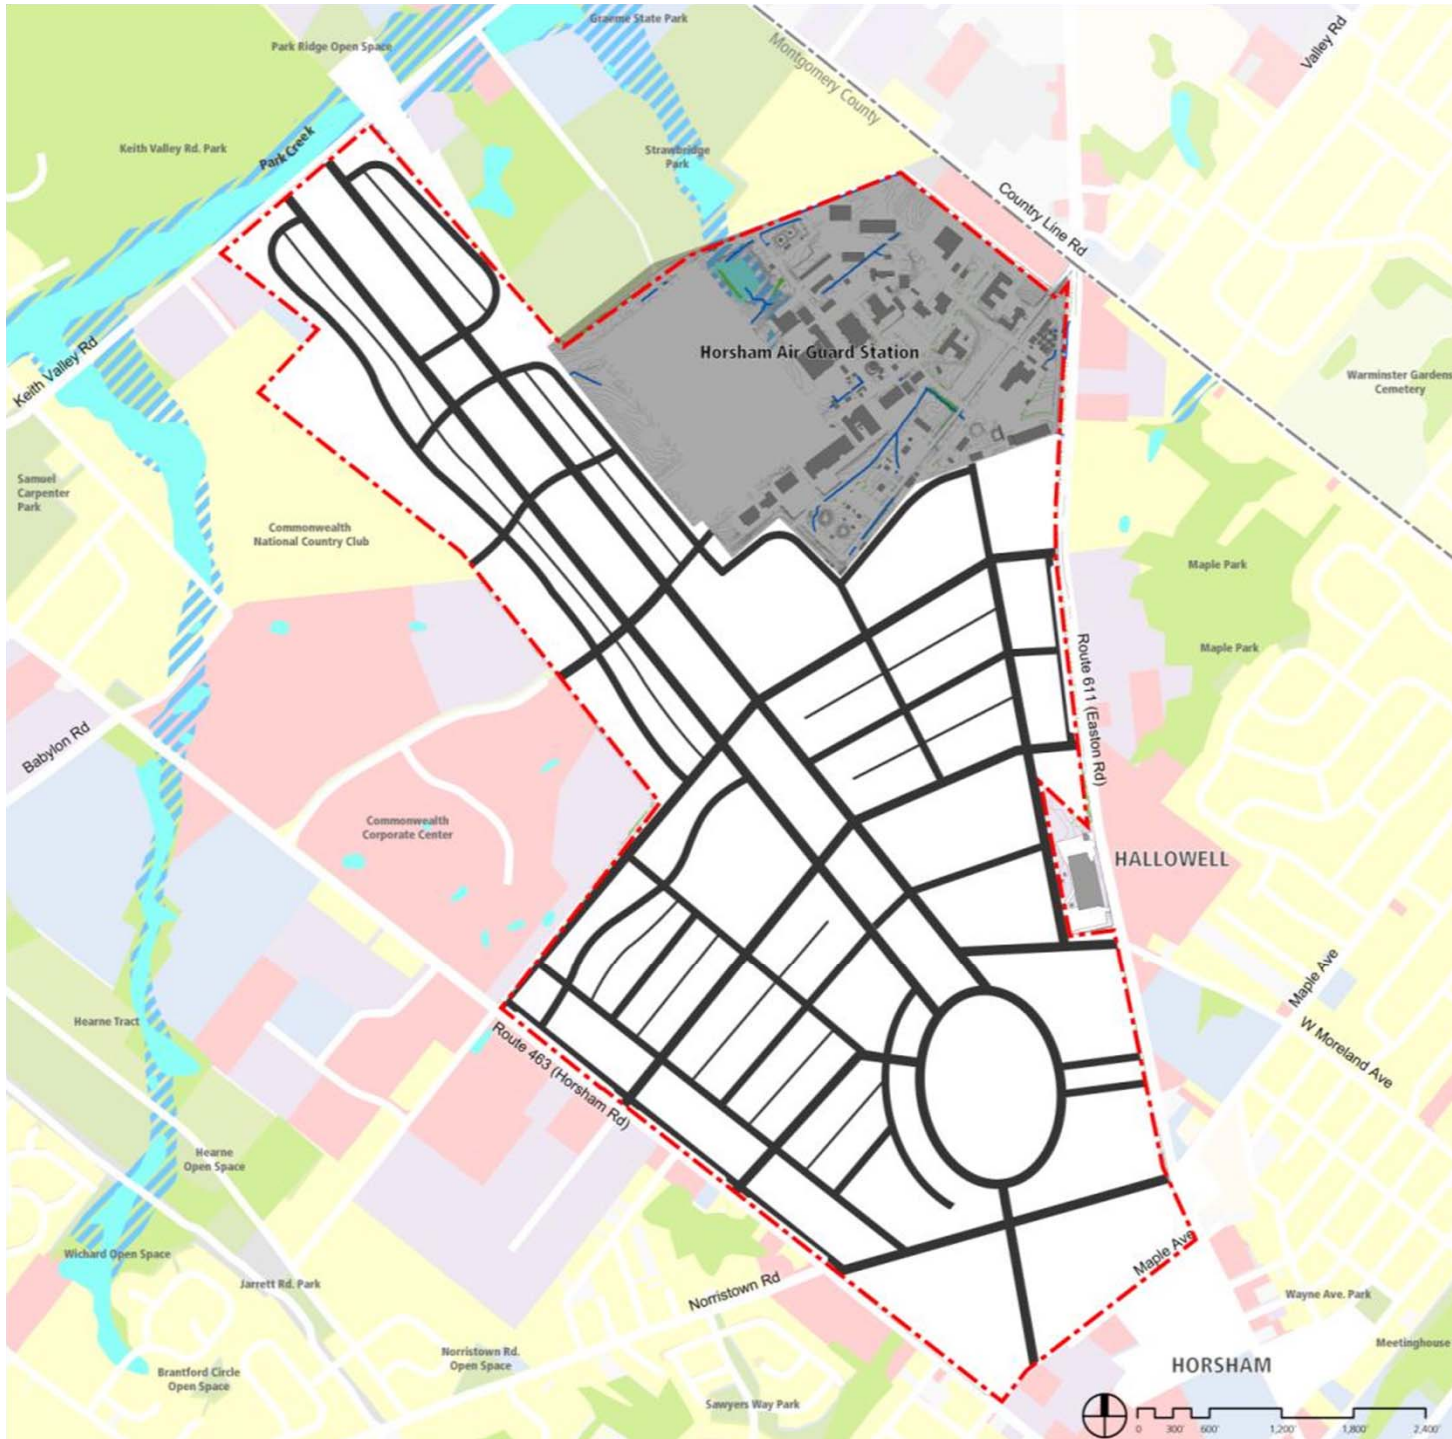 Graeme State Park
Park Ridge Open Space
Valley Rd
Montgomery County
Park Creek
Keith Valley Rd. Park
Strawbridge
Park
Country Line Rd
Horsham Air Guard Station
Keith Valley Rd
Warminster Gardens
Cemetery
Samuel
Carpenter
Park
Commonwealth
National Country Club
Maple Park
Maple Park
Route 611 (Easton Rd)
Babylon Rd
Commonwealth
Corporate Center
HALLOWELL
Maple Ave
Hearne Tract
Route 463 (Horsham Rd)
W Moreland Ave
Hearne
Open Space
Wichard Open Space
Maple Ave
Jarrett Rd. Park
Norristown Rd
Wayne Ave. Park
Meetinghouse
Norristown Rd.
Open Space
HORSHAM
Brantford Circle
Open Space
Sawyers Way Park
0 300' 600' 1,200' 1,800' 2,400'